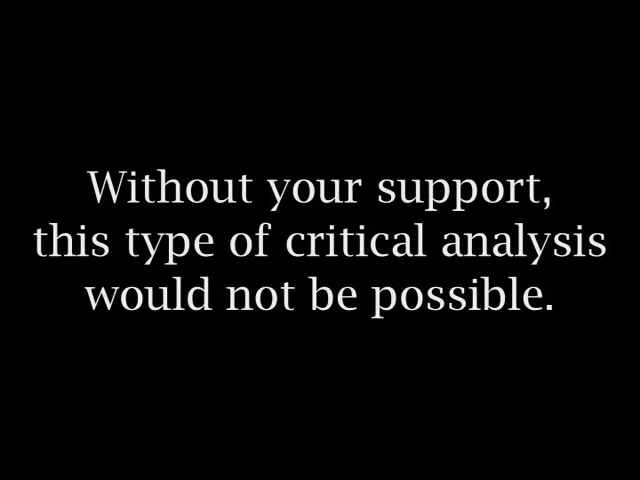 Without your support,
this type of critical analysis
would not be possible.